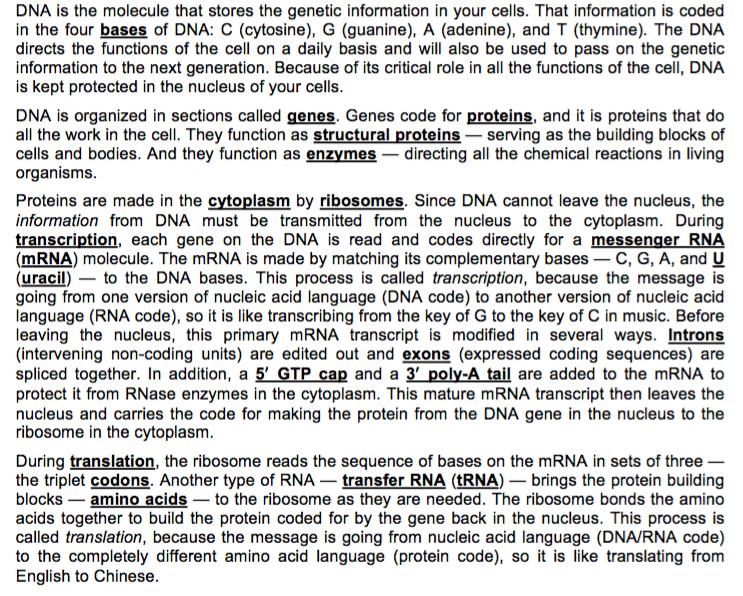 DNA is the molecule that stores the genetic information in your cells. That information is coded
in the four bases of DNA: C (cytosine), G (guanine), A (adenine), and T (thymine). The DNA
directs the functions of the cell on a daily basis and will also be used to pass on the genetic
information to the next generation. Because of its critical role in all the functions of the cell, DNA
is kept protected in the nucleus of your cells.
DNA is organized in sections called genes. Genes code for proteins, and it is proteins that do
all the work in the cell. They function as structural proteins — serving as the building blocks of
cells and bodies. And they function as enzymes — directing all the chemical reactions in living
organisms.
Proteins are made in the cytoplasm by ribosomes. Since DNA cannot leave the nucleus, the
information from DNA must be transmitted from the nucleus to the cytoplasm. During
transcription, each gene on the DNA is read and codes directly for a messenger RNA
(mRNA) molecule. The mRNA is made by matching its complementary bases — C, G, A, and U
(uracil) — to the DNA bases. This process is called transcription, because the message is
going from one version of nucleic acid language (DNA code) to another version of nucleic acid
language (RNA code), so it is like transcribing from the key of G to the key of C in music. Before
leaving the nucleus, this primary mRNA transcript is modified in several ways. Introns
(intervening non-coding units) are edited out and exons (expressed coding sequences) are
spliced together. In addition, a 5′ GTP cap and a 3′ poly-A tail are added to the mRNA to
protect it from RNase enzymes in the cytoplasm. This mature mRNA transcript then leaves the
nucleus and carries the code for making the protein from the DNA gene in the nucleus to the
ribosome in the cytoplasm.
During translation, the ribosome reads the sequence of bases on the mRNA in sets of three —
the triplet codons. Another type of RNA — transfer RNA (tRNA) — brings the protein building
blocks — amino acids — to the ribosome as they are needed. The ribosome bonds the amino
acids together to build the protein coded for by the gene back in the nucleus. This process is
called translation, because the message is going from nucleic acid language (DNA/RNA code)
to the completely different amino acid language (protein code), so it is like translating from
English to Chinese.